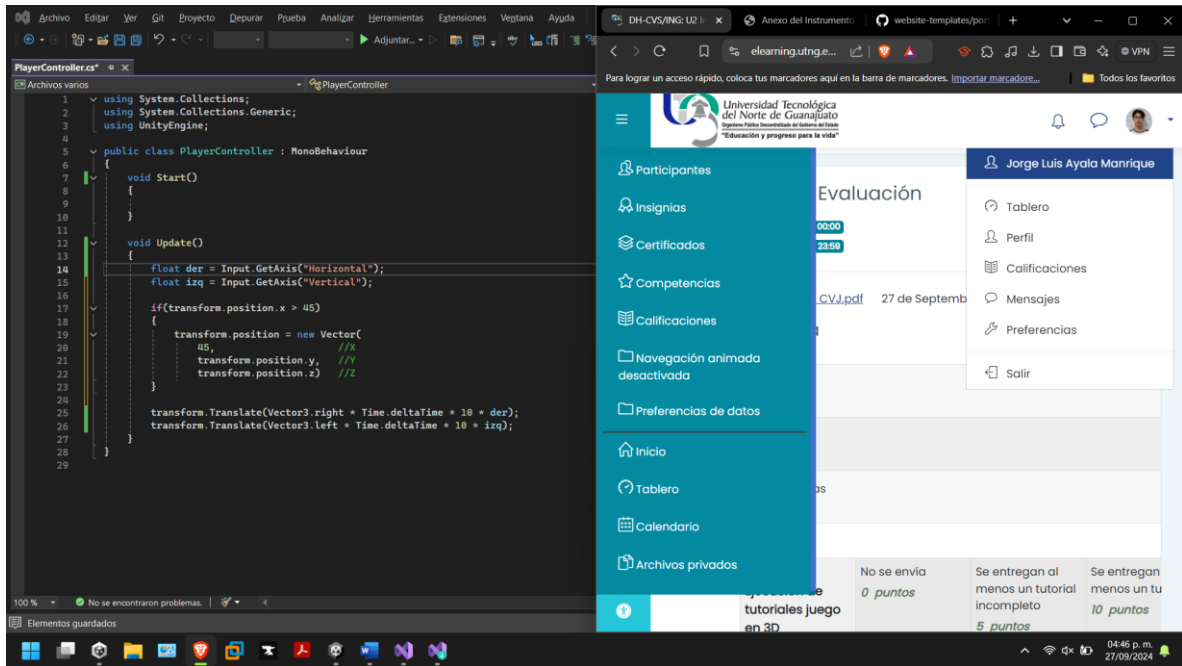 Archivo Editar Ver Git Proyecto Depurar Prueba Analizar Herramientas Extensiones Ventana Ayuda
Adjuntar...
PlayerController.cs*
Archivos varios
PlayerController
1 using System.Collections;
2 using System.Collections.Generic;
3 using UnityEngine;
4
5 public class PlayerController : MonoBehaviour
6 {
7 void Start()
8 {
9
10 }
11
12 void Update()
13 {
14 float der = Input.GetAxis("Horizontal");
15 float izq = Input.GetAxis("Vertical");
16
17 if(transform.position.x > 45)
18 {
19 transform.position = new Vector(
20 45, //X
21 transform.position.y, //Y
22 transform.position.z) //Z
23 }
24
25 transform.Translate(Vector3.right * Time.deltaTime * 10 * der);
26 transform.Translate(Vector3.left * Time.deltaTime * 10 * izq);
27 }
28 }
29
100 % No se encontraron problemas.
Elementos guardados
DH-CVS/ING: U2 Anexo del Instrumento website-templates/por
elearning.utng.e... VPN
Para lograr un acceso rápido, coloca tus marcadores aquí en la barra de marcadores. Importar marcadore... Todos los favoritos
Universidad Tecnológica
del Norte de Guanajuato
Organismo Público Descentralizado del Gobierno del Estado
"Educación y progreso para la vida"
Participantes
Insignias
Certificados
Competencias
Calificaciones
Navegación animada
desactivada
Preferencias de datos
Inicio
Tablero
Calendario
Archivos privados
Evaluación
00:00
23:59
CVJ.pdf 27 de Septemb
as
Jorge Luis Ayala Manrique
Tablero
Perfil
Calificaciones
Mensajes
Preferencias
Salir
tutoriales juego
en 3D
No se envía
0 puntos
Se entregan al
menos un tutorial
incompleto
5 puntos
Se entregan
menos un tu
10 puntos
04:46 p. m.
27/09/2024